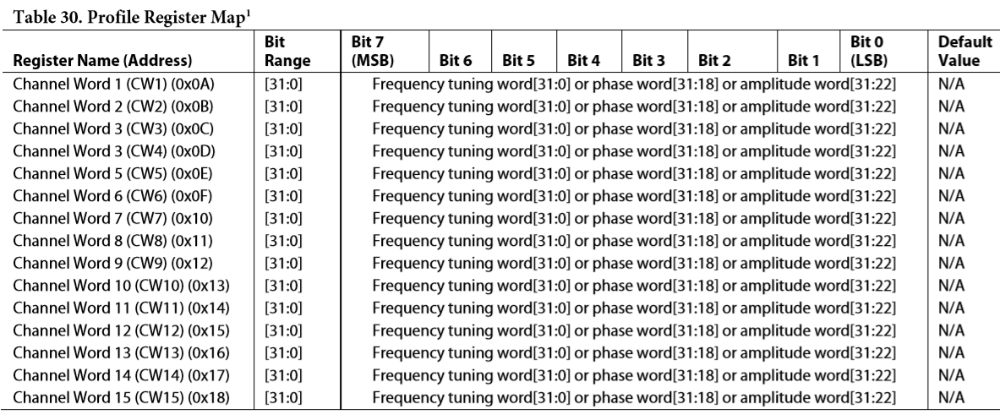 Table 30. Profile Register Map¹
Register Name (Address) Bit Range Bit 7 (MSB) Bit 6 Bit 5 Bit 4 Bit 3 Bit 2 Bit 1 Bit 0 (LSB) Default Value
Channel Word 1 (CW1) (0x0A) [31:0] Frequency tuning word[31:0] or phase word[31:18] or amplitude word[31:22] N/A
Channel Word 2 (CW2) (0x0B) [31:0] Frequency tuning word[31:0] or phase word[31:18] or amplitude word[31:22] N/A
Channel Word 3 (CW3) (0x0C) [31:0] Frequency tuning word[31:0] or phase word[31:18] or amplitude word[31:22] N/A
Channel Word 3 (CW4) (0x0D) [31:0] Frequency tuning word[31:0] or phase word[31:18] or amplitude word[31:22] N/A
Channel Word 5 (CW5) (0x0E) [31:0] Frequency tuning word[31:0] or phase word[31:18] or amplitude word[31:22] N/A
Channel Word 6 (CW6) (0x0F) [31:0] Frequency tuning word[31:0] or phase word[31:18] or amplitude word[31:22] N/A
Channel Word 7 (CW7) (0x10) [31:0] Frequency tuning word[31:0] or phase word[31:18] or amplitude word[31:22] N/A
Channel Word 8 (CW8) (0x11) [31:0] Frequency tuning word[31:0] or phase word[31:18] or amplitude word[31:22] N/A
Channel Word 9 (CW9) (0x12) [31:0] Frequency tuning word[31:0] or phase word[31:18] or amplitude word[31:22] N/A
Channel Word 10 (CW10) (0x13) [31:0] Frequency tuning word[31:0] or phase word[31:18] or amplitude word[31:22] N/A
Channel Word 11 (CW11) (0x14) [31:0] Frequency tuning word[31:0] or phase word[31:18] or amplitude word[31:22] N/A
Channel Word 12 (CW12) (0x15) [31:0] Frequency tuning word[31:0] or phase word[31:18] or amplitude word[31:22] N/A
Channel Word 13 (CW13) (0x16) [31:0] Frequency tuning word[31:0] or phase word[31:18] or amplitude word[31:22] N/A
Channel Word 14 (CW14) (0x17) [31:0] Frequency tuning word[31:0] or phase word[31:18] or amplitude word[31:22] N/A
Channel Word 15 (CW15) (0x18) [31:0] Frequency tuning word[31:0] or phase word[31:18] or amplitude word[31:22] N/A